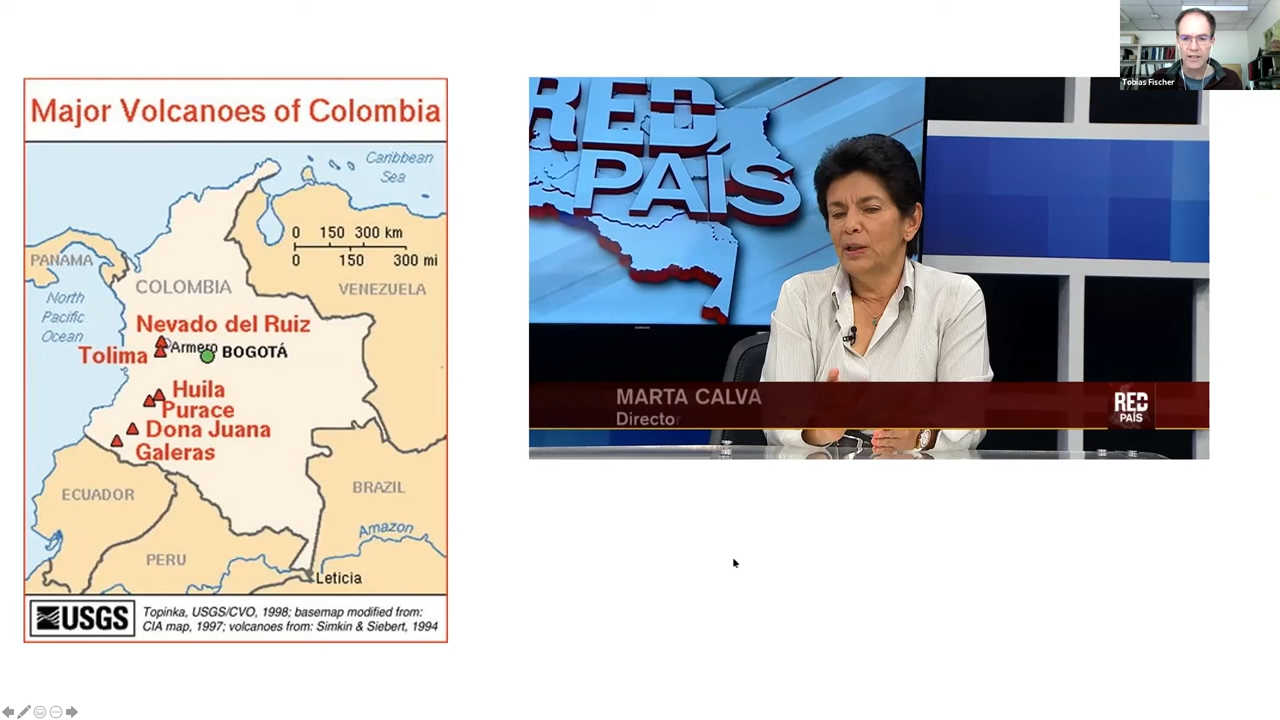 Major Volcanoes of Colombia
Caribbean
Sea
0 150 300 km
0 150 300 mi
PANAMA
North
Pacific
Ocean
COLOMBIA
VENEZUELA
Nevado del Ruiz
Armero
Tolima
BOGOTÁ
Huila
Purace
Dona Juana
Galeras
ECUADOR
BRAZIL
Amazon
PERU
Leticia
USGS
Topinka, USGS/CVO, 1998; basemap modified from:
CIA map, 1997; volcanoes from: Simkin & Siebert, 1994
RED
PAÍS
MARTA CALVA
Director
RED
PAÍS
Tobias Fischer